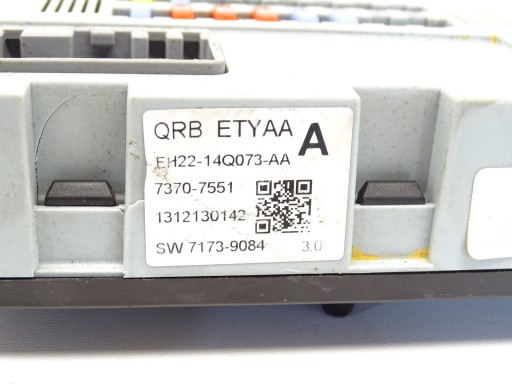 QRB ETYAA A
EH22-14Q073-AA
7370-7551
1312130142
SW 7173-9084 3.0